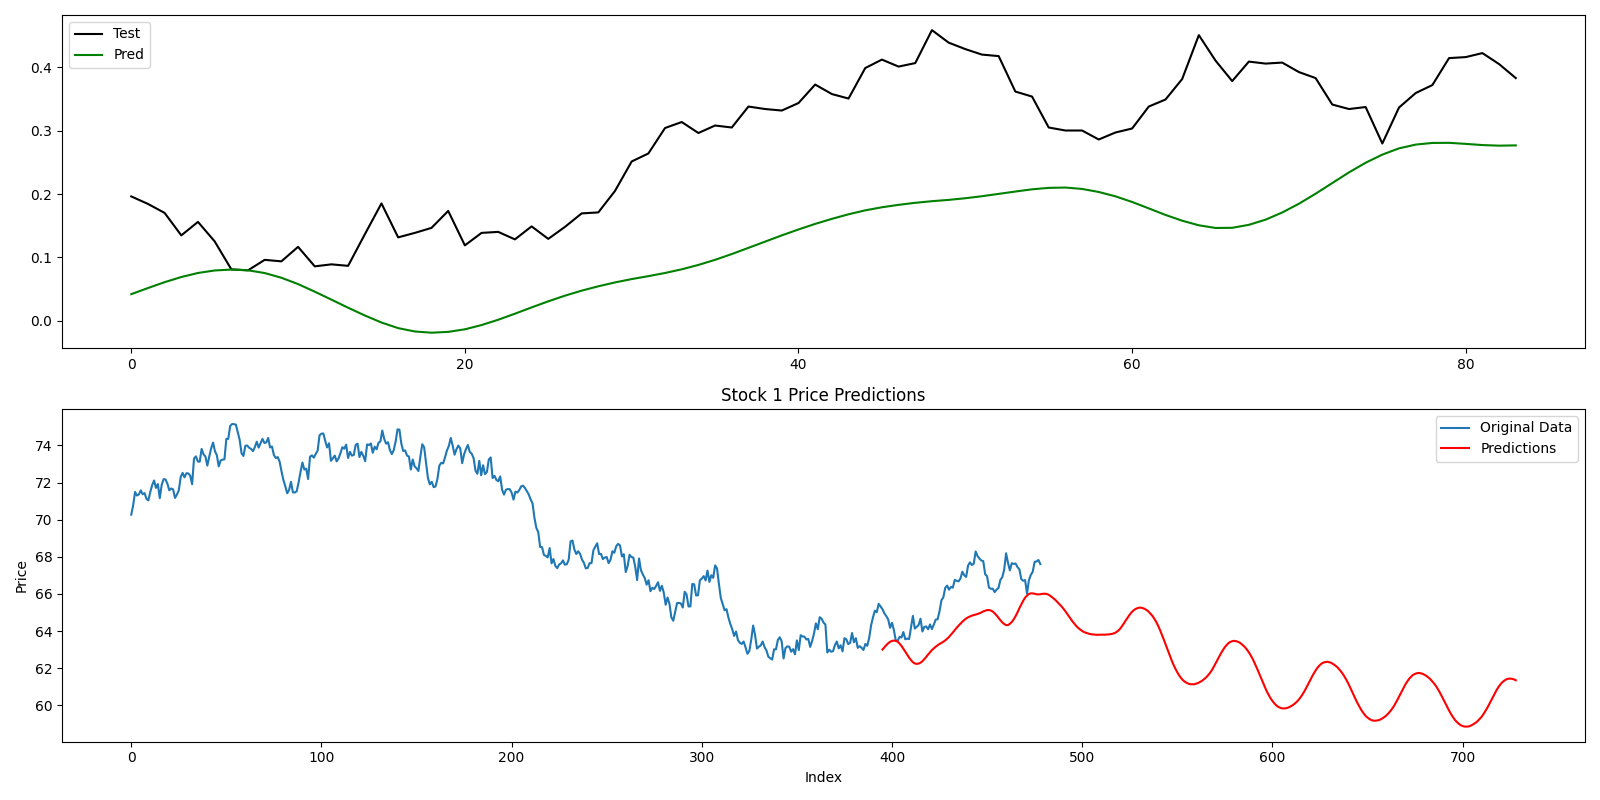 Test
Pred
0.4
0.3
0.2
0.1
0.0
0 20 40 60 80
Stock 1 Price Predictions
Original Data
Predictions
Price
74
72
70
68
66
64
62
60
0 100 200 300 400 500 600 700
Index